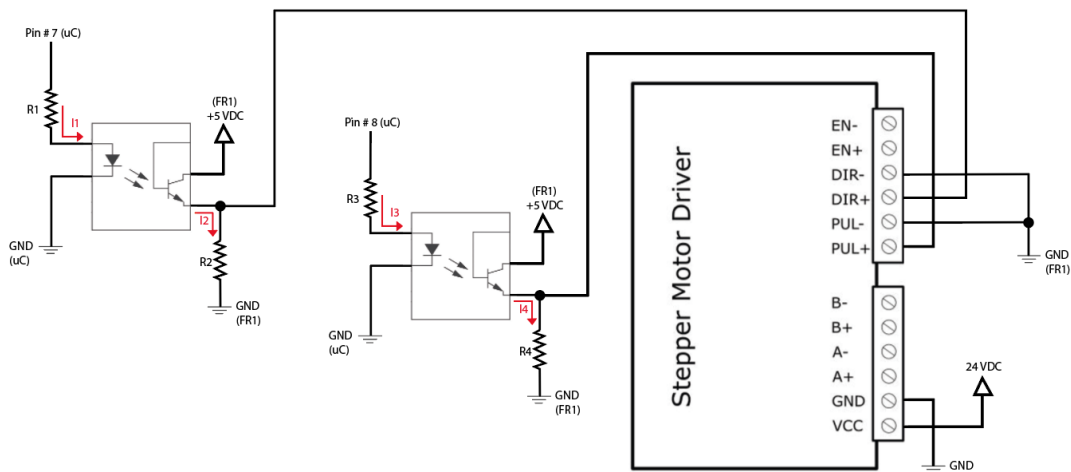 Pin # 7 (uC)
R1
I1
(FR1)
+5 VDC
I2
GND
(uC)
R2
GND
(FR1)
Pin # 8 (uC)
R3
I3
(FR1)
+5 VDC
I4
GND
(uC)
R4
GND
(FR1)
Stepper Motor Driver
EN-
EN+
DIR-
DIR+
PUL-
PUL+
GND
(FR1)
B-
B+
A-
A+
GND
VCC
24 VDC
GND